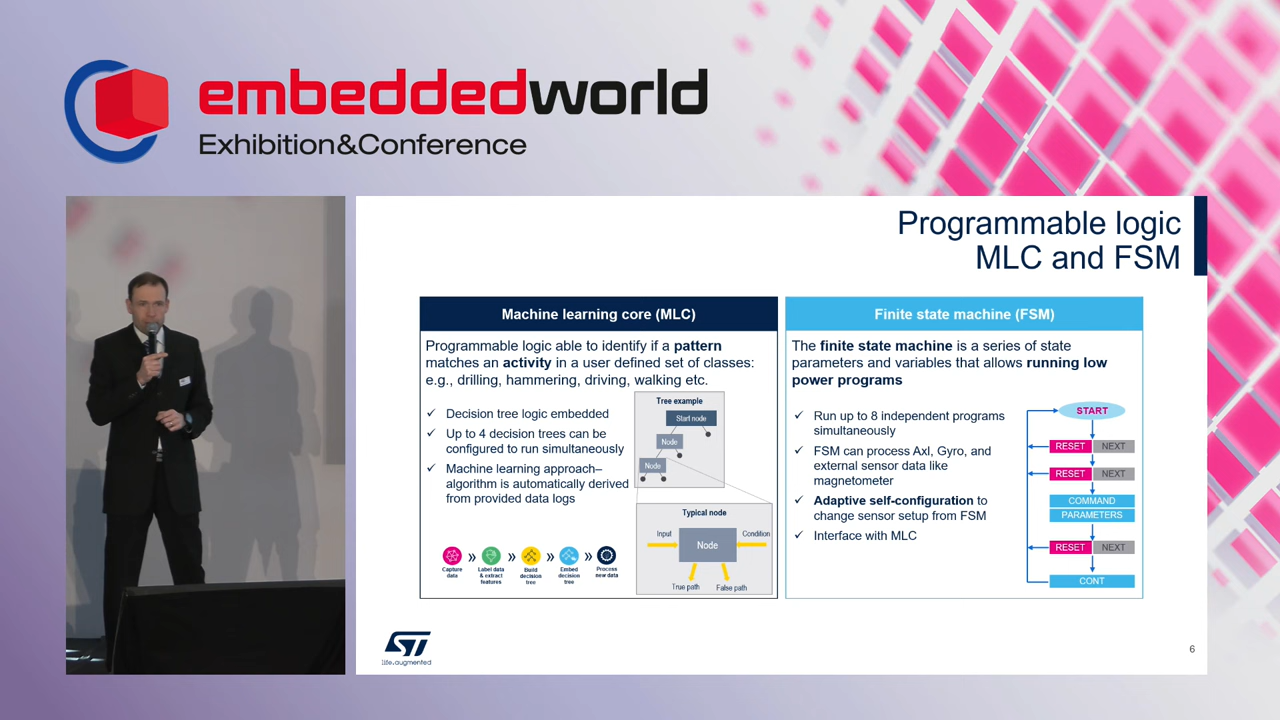 embeddedworld
Exhibition&Conference
Programmable logic
MLC and FSM
Machine learning core (MLC)
Programmable logic able to identify if a pattern
matches an activity in a user defined set of classes:
e.g., drilling, hammering, driving, walking etc.
✓ Decision tree logic embedded
✓ Up to 4 decision trees can be
configured to run simultaneously
✓ Machine learning approach–
algorithm is automatically derived
from provided data logs
Tree example
Start node
Node
Node
Typical node
Input
Condition
Node
True path
False path
Capture
data
»
Label data
& extract
features
»
Build
decision
tree
»
Embed
decision
tree
»
Process
new data
Finite state machine (FSM)
The finite state machine is a series of state
parameters and variables that allows running low
power programs
✓ Run up to 8 independent programs
simultaneously
✓ FSM can process Axl, Gyro, and
external sensor data like
magnetometer
✓ Adaptive self-configuration to
change sensor setup from FSM
✓ Interface with MLC
START
RESET NEXT
RESET NEXT
COMMAND
PARAMETERS
RESET NEXT
CONT
ST
life.augmented
6